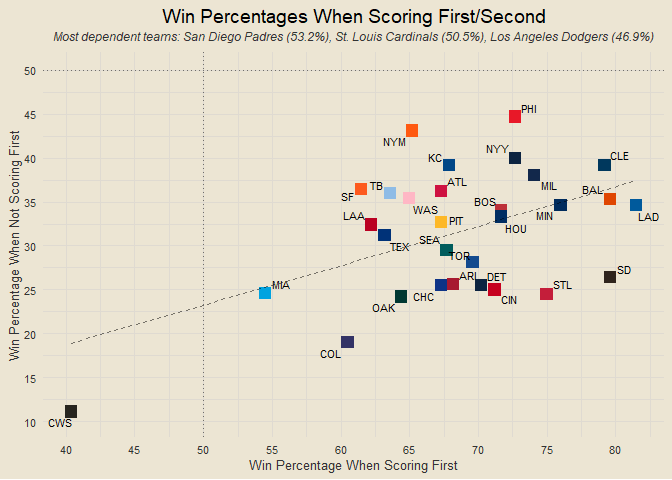 Win Percentages When Scoring First/Second
Most dependent teams: San Diego Padres (53.2%), St. Louis Cardinals (50.5%), Los Angeles Dodgers (46.9%)
Win Percentage When Not Scoring First
50
45
40
35
30
25
20
15
10
PHI
NYM
NYY
KC
CLE
SF
TB
ATL
MIL
BAL
LAA
WAS
BOS
PIT
MIN
LAD
TEX
SEA
HOU
TOR
MIA
OAK
CHC
ARI
DET
CIN
STL
SD
COL
CWS
40
45
50
55
60
65
70
75
80
Win Percentage When Scoring First